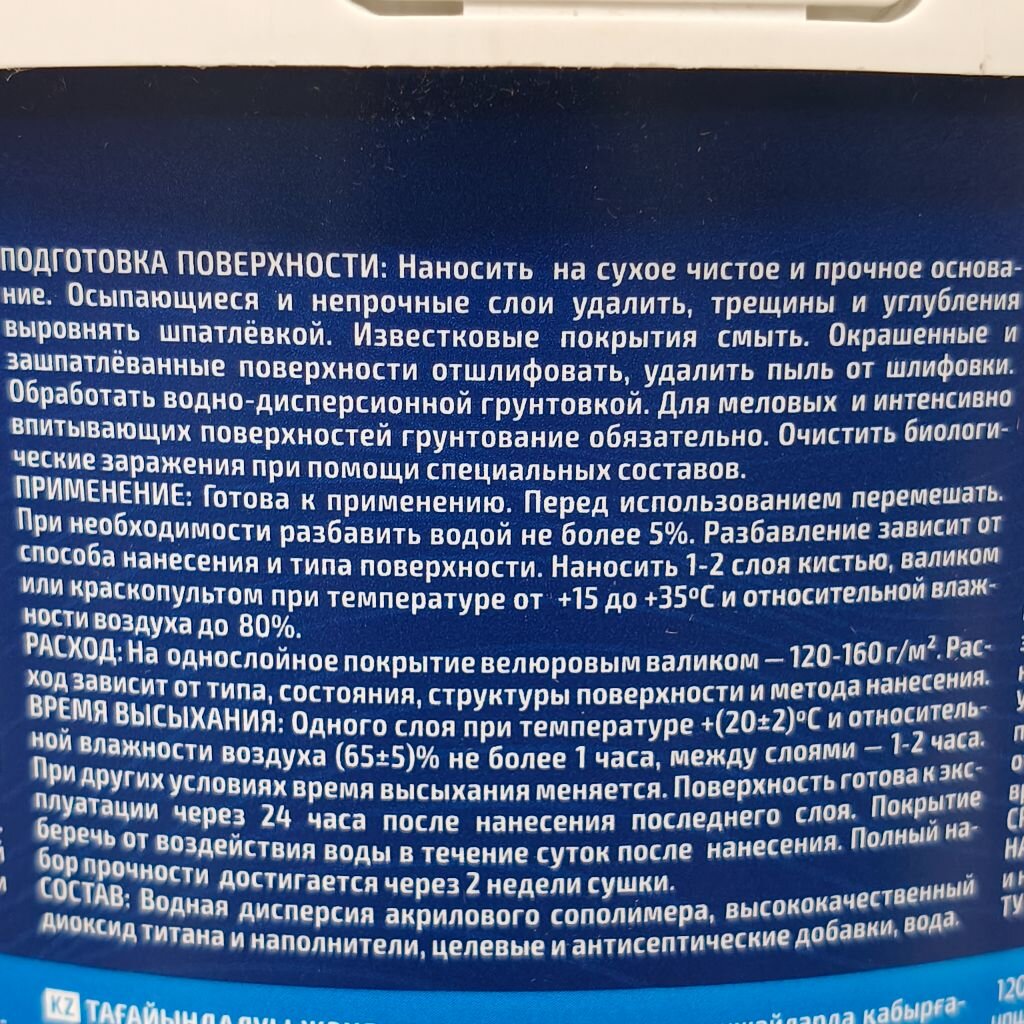 ПОДГОТОВКА ПОВЕРХНОСТИ: Наносить на сухое чистое и прочное основа-
ние. Осыпающиеся и непрочные слои удалить, трещины и углубления
выровнять шпатлёвкой. Известковые покрытия смыть. Окрашенные и
зашпатлёванные поверхности отшлифовать, удалить пыль от шлифовки.
Обработать водно-дисперсионной грунтовкой. Для меловых и интенсивно
впитывающих поверхностей грунтование обязательно. Очистить биологи-
ческие заражения при помощи специальных составов.
ПРИМЕНЕНИЕ: Готова к применению. Перед использованием перемешать.
При необходимости разбавить водой не более 5%. Разбавление зависит от
способа нанесения и типа поверхности. Наносить 1-2 слоя кистью, валиком
или краскопультом при температуре от +15 до +35ºС и относительной влаж-
ности воздуха до 80%.
РАСХОД: На однослойное покрытие велюровым валиком – 120-160 г/м². Рас-
ход зависит от типа, состояния, структуры поверхности и метода нанесения.
ВРЕМЯ ВЫСЫХАНИЯ: Одного слоя при температуре +(20±2)ºС и относитель-
ной влажности воздуха (65±5)% не более 1 часа, между слоями – 1-2 часа.
При других условиях время высыхания меняется. Поверхность готова к экс-
плуатации через 24 часа после нанесения последнего слоя. Покрытие
беречь от воздействия воды в течение суток после нанесения. Полный на-
бор прочности достигается через 2 недели сушки.
СОСТАВ: Водная дисперсия акрилового сополимера, высококачественный
диоксид титана и наполнители, целевые и антисептические добавки, вода.
KZ қабырға-
120